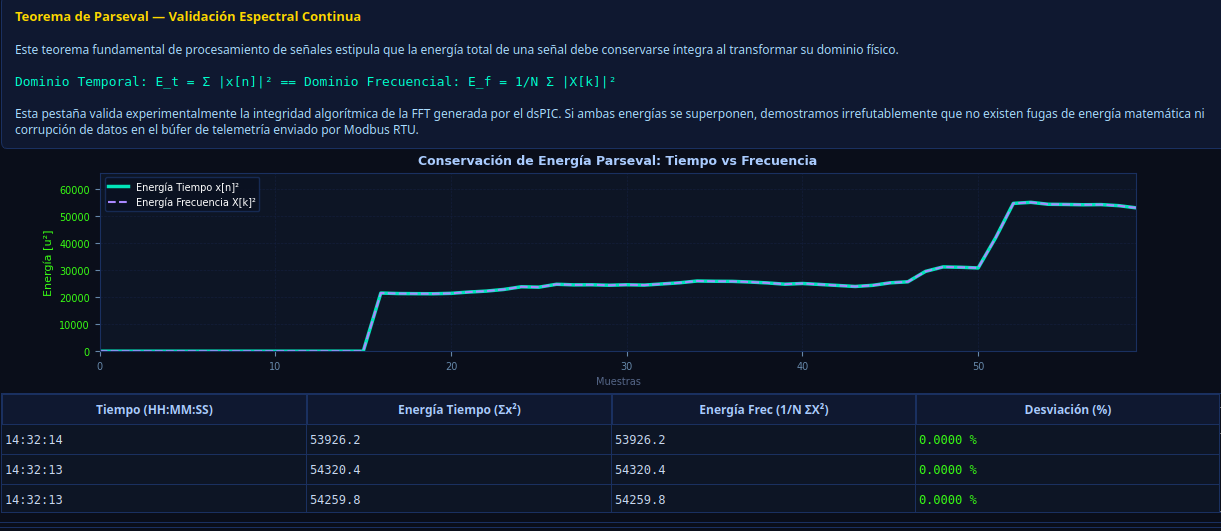 Teorema de Parseval — Validación Espectral Continua
Este teorema fundamental de procesamiento de señales estipula que la energía total de una señal debe conservarse íntegra al transformar su dominio físico.
Dominio Temporal: E_t = Σ |x[n]|² == Dominio Frecuencial: E_f = 1/N Σ |X[k]|²
Esta pestaña valida experimentalmente la integridad algorítmica de la FFT generada por el dsPIC. Si ambas energías se superponen, demostramos irrefutablemente que no existen fugas de energía matemática ni
corrupción de datos en el búfer de telemetría enviado por Modbus RTU.
Conservación de Energía Parseval: Tiempo vs Frecuencia
Energía Tiempo x[n]²
Energía Frecuencia X[k]²
Energía [u²]
60000
50000
40000
30000
20000
10000
0
0 10 20 30 40 50
Muestras
Tiempo (HH:MM:SS) Energía Tiempo (Σx²) Energía Frec (1/N ΣX²) Desviación (%)
14:32:14 53926.2 53926.2 0.0000 %
14:32:13 54320.4 54320.4 0.0000 %
14:32:13 54259.8 54259.8 0.0000 %